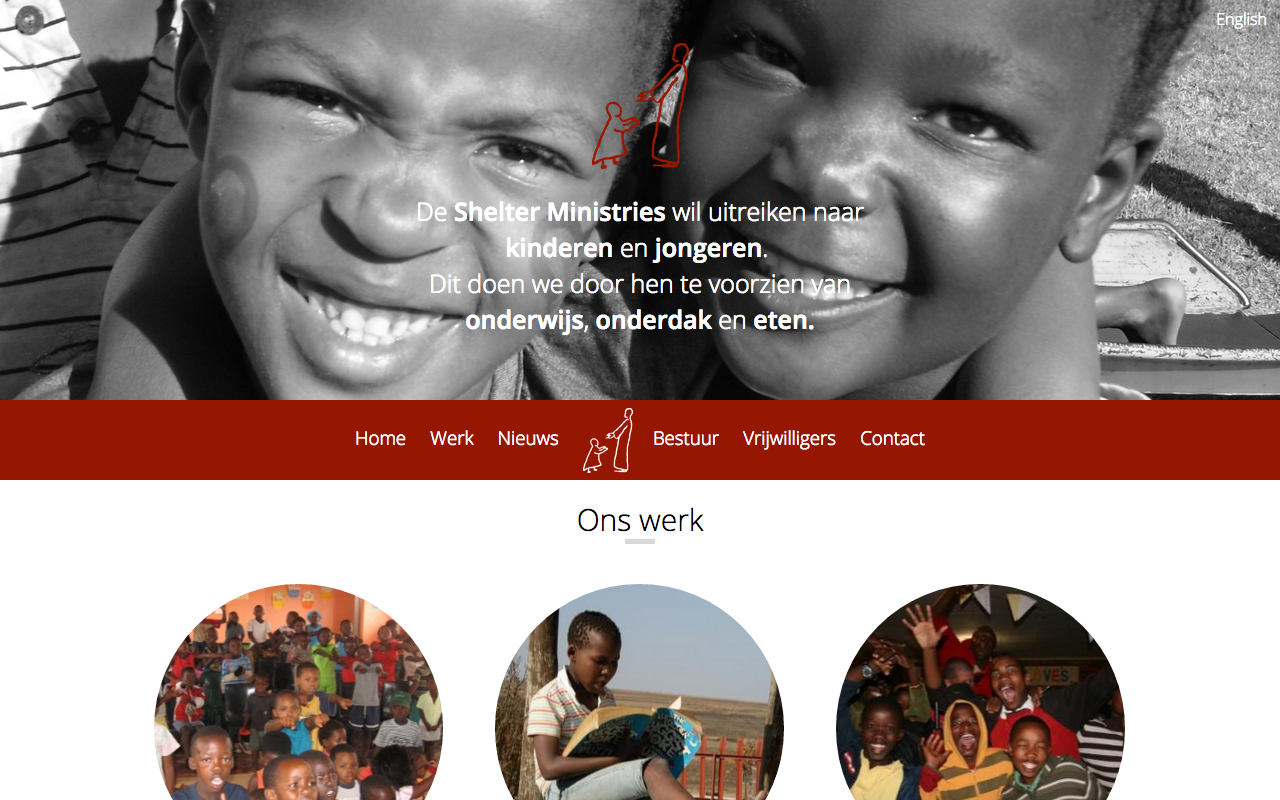 English
De Shelter Ministries wil uitreiken naar
kinderen en jongeren.
Dit doen we door hen te voorzien van
onderwijs, onderdak en eten.
Home Werk Nieuws Bestuur Vrijwilligers Contact
Ons werk